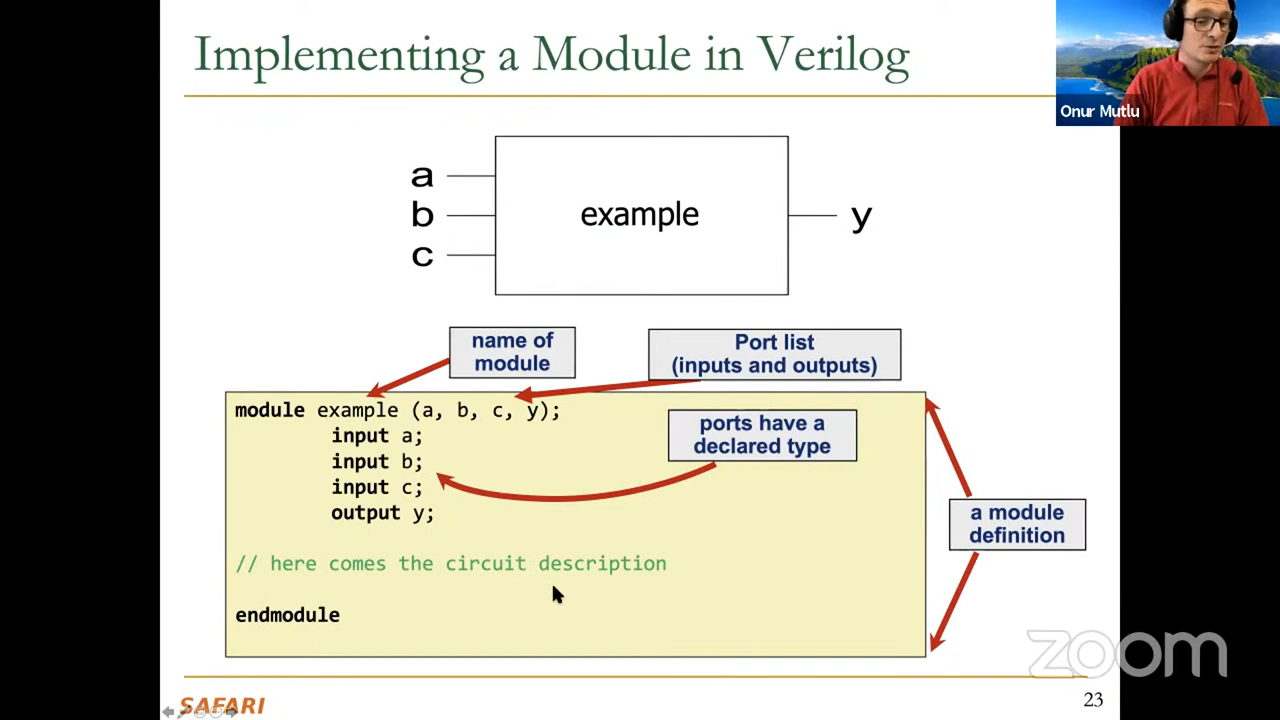 Implementing a Module in Verilog
Onur Mutlu
a
b
c
example
y
name of
module
Port list
(inputs and outputs)
module example (a, b, c, y);
input a;
input b;
input c;
output y;
ports have a
declared type
a module
definition
// here comes the circuit description
endmodule
zoom
SAFARI
23